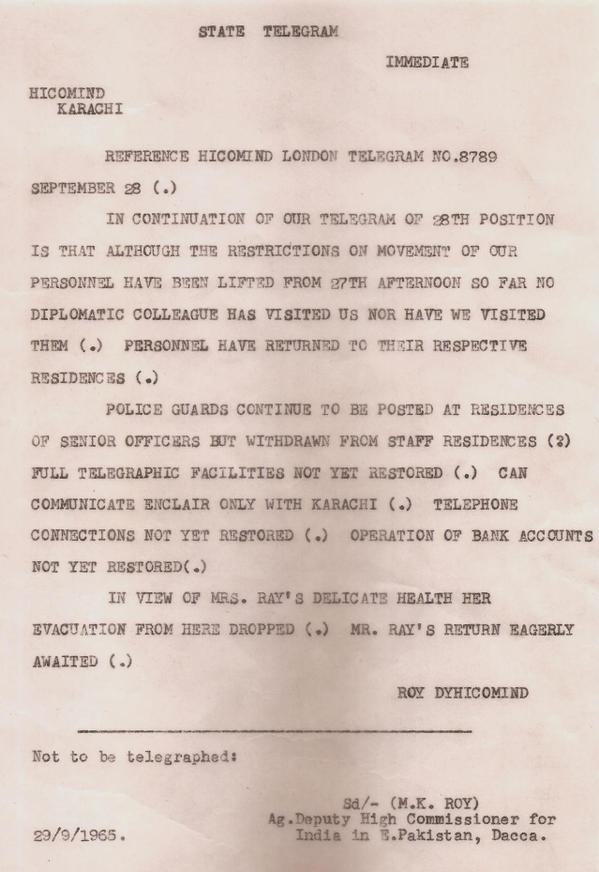 STATE TELEGRAM
IMMEDIATE
HICOMIND
KARACHI
REFERENCE HICOMIND LONDON TELEGRAM NO.8789
SEPTEMBER 28 (.)
IN CONTINUATION OF OUR TELEGRAM OF 28TH POSITION
IS THAT ALTHOUGH THE RESTRICTIONS ON MOVEMENT OF OUR
PERSONNEL HAVE BEEN LIFTED FROM 27TH AFTERNOON SO FAR NO
DIPLOMATIC COLLEAGUE HAS VISITED US NOR HAVE WE VISITED
THEM (.) PERSONNEL HAVE RETURNED TO THEIR RESPECTIVE
RESIDENCES (.)
POLICE GUARDS CONTINUE TO BE POSTED AT RESIDENCES
OF SENIOR OFFICERS BUT WITHDRAWN FROM STAFF RESIDENCES (?)
FULL TELEGRAPHIC FACILITIES NOT YET RESTORED (.) CAN
COMMUNICATE ENCLAIR ONLY WITH KARACHI (.) TELEPHONE
CONNECTIONS NOT YET RESTORED (.) OPERATION OF BANK ACCOUNTS
NOT YET RESTORED(.)
IN VIEW OF MRS. RAY'S DELICATE HEALTH HER
EVACUATION FROM HERE DROPPED (.) MR. RAY'S RETURN EAGERLY
AWAITED (.)
ROY DYHICOMIND
Not to be telegraphed:
Sd/- (M.K. ROY)
Ag.Deputy High Commissioner for
29/9/1965. India in E.Pakistan, Dacca.